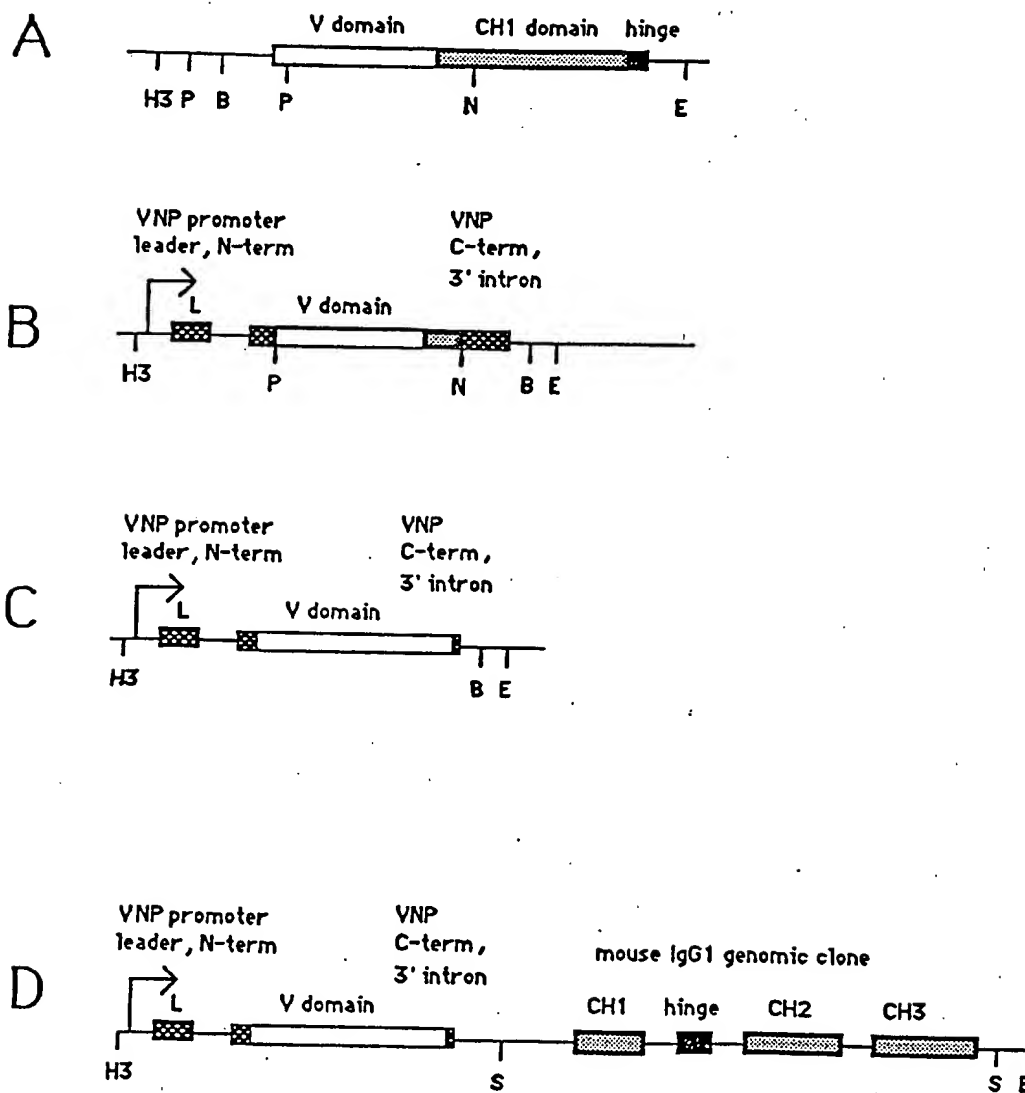 A
V domain CH1 domain hinge
H3 P B P N E
VNP promoter
leader, N-term
VNP
C-term,
3' intron
B
L
V domain
H3 P N B E
VNP promoter
leader, N-term
VNP
C-term,
3' intron
C
L
V domain
H3 B E
VNP promoter
leader, N-term
VNP
C-term,
3' intron
mouse IgG1 genomic clone
D
L
V domain
CH1 hinge CH2 CH3
H3 S S E